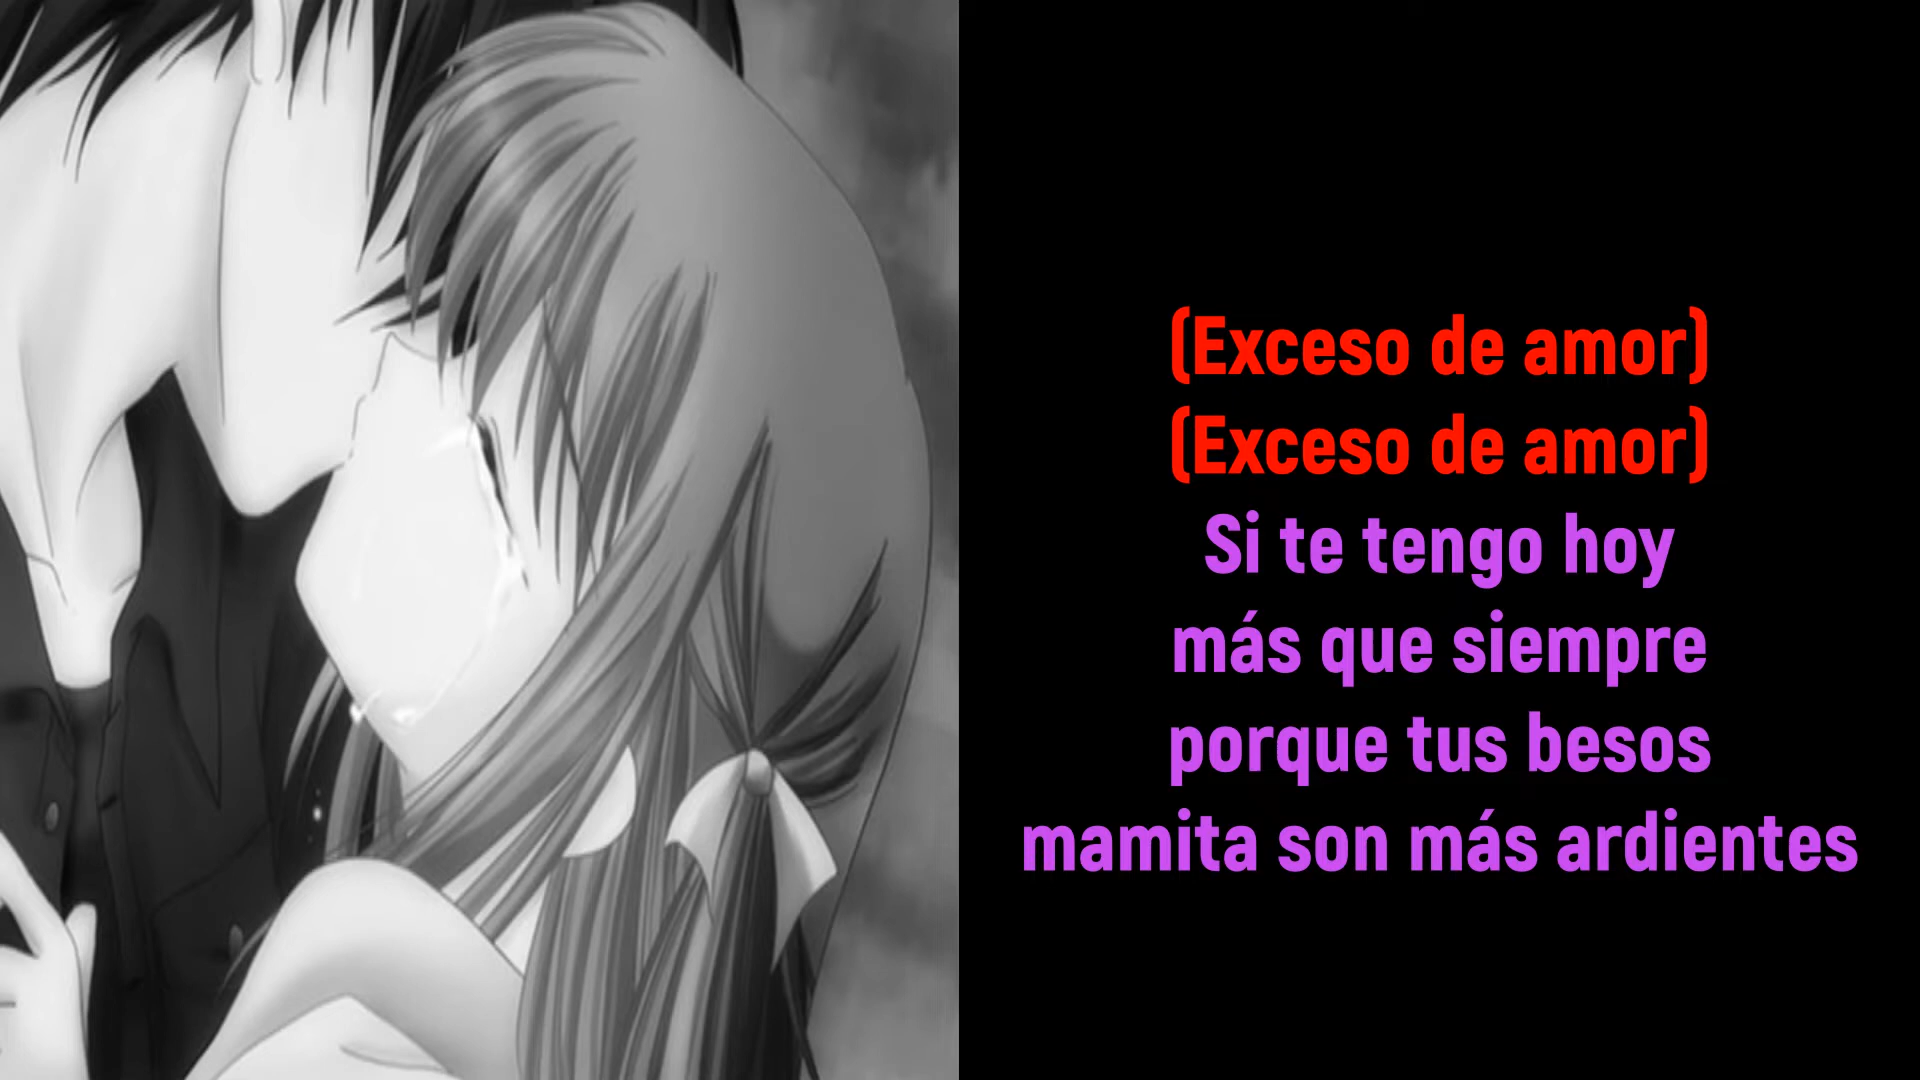 (Exceso de amor)
(Exceso de amor)
Si te tengo hoy
más que siempre
porque tus besos
mamita son más ardientes